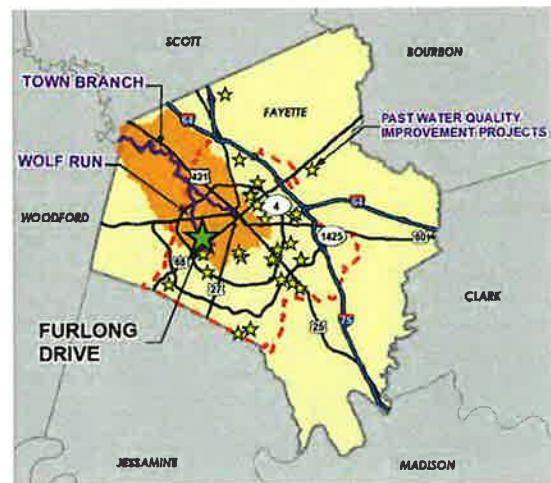 SCOTT
BOURBON
TOWN BRANCH
FAYETTE
64
PAST WATER QUALITY
IMPROVEMENT PROJECTS
WOLF RUN
421
4
64
WOODFORD
1425
60
68
27
CLARK
FURLONG
DRIVE
25
75
JESSAMINE
MADISON